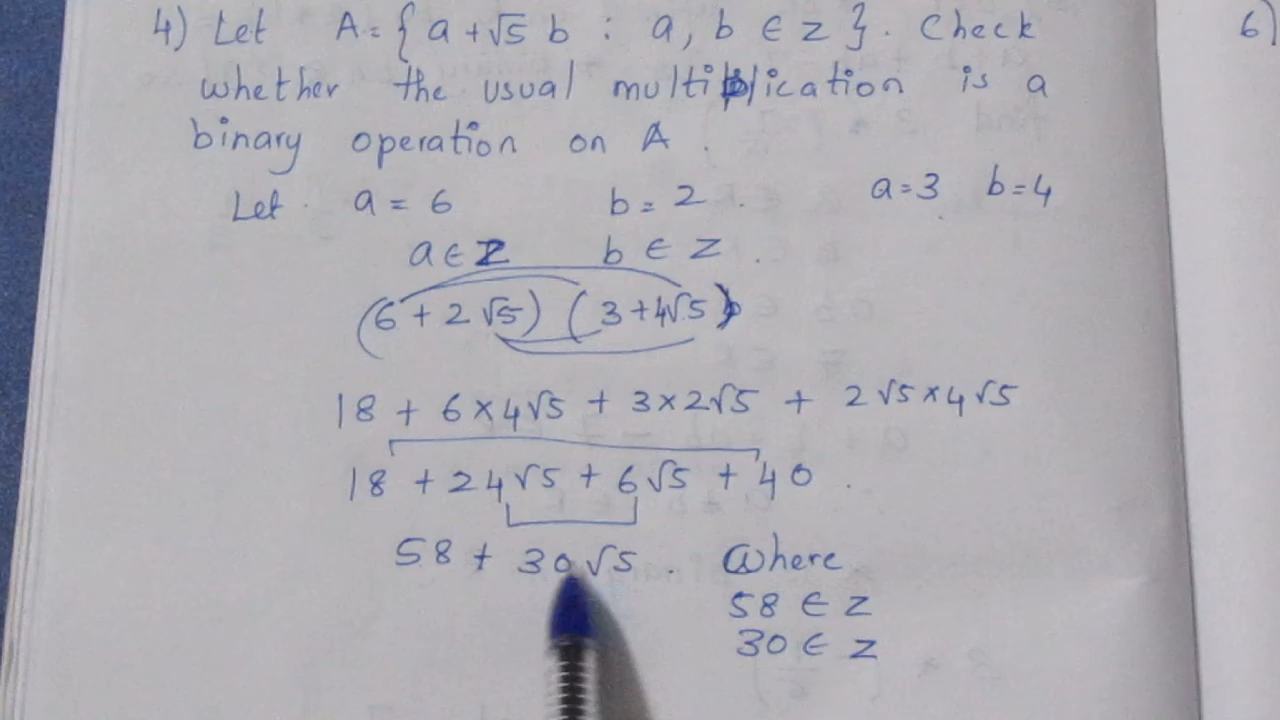 4) Let A = { a + √5 b : a, b ∈ z }. Check
whether the usual multiplication is a
binary operation on A.
Let a = 6 b = 2. a=3 b=4
a ∈ Z b ∈ Z.
(6 + 2√5) (3 + 4√5)
18 + 6×4√5 + 3×2√5 + 2√5×4√5
18 + 24√5 + 6√5 + 40.
58 + 30√5. Where
58 ∈ Z
30 ∈ Z
6)